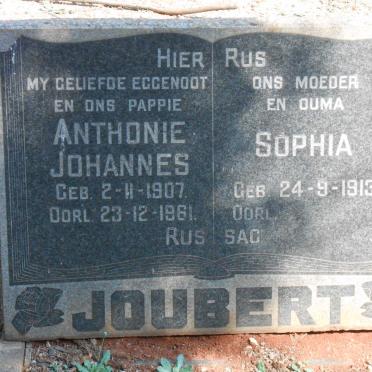 HIER RUS
MY GELIEFDE EGGENOOT
EN ONS PAPPIE
ANTHONIE
JOHANNES
GEB. 2-11-1907.
OORL. 23-12-1961.
ONS MOEDER
EN OUMA
SOPHIA
GEB. 24-9-1913
OORL.
RUS SAG
JOUBERT